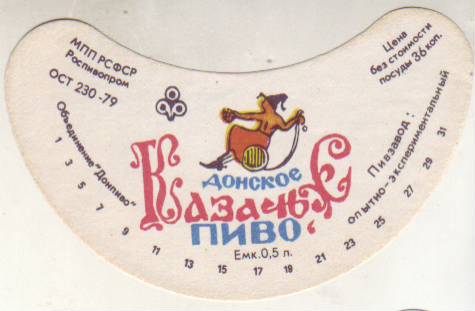 МПП РСФСР
Росливопром
ОСТ 230-79
Объединение "Донпиво"
Донское
Казачье
ПИВО
Емк. 0,5 л.
Цена
без стоимости
посуды 36 коп.
Пивзавод:
опытно-экспериментальный
1 3 5 7 9 11 13 15 17 19 21 23 25 27 29 31